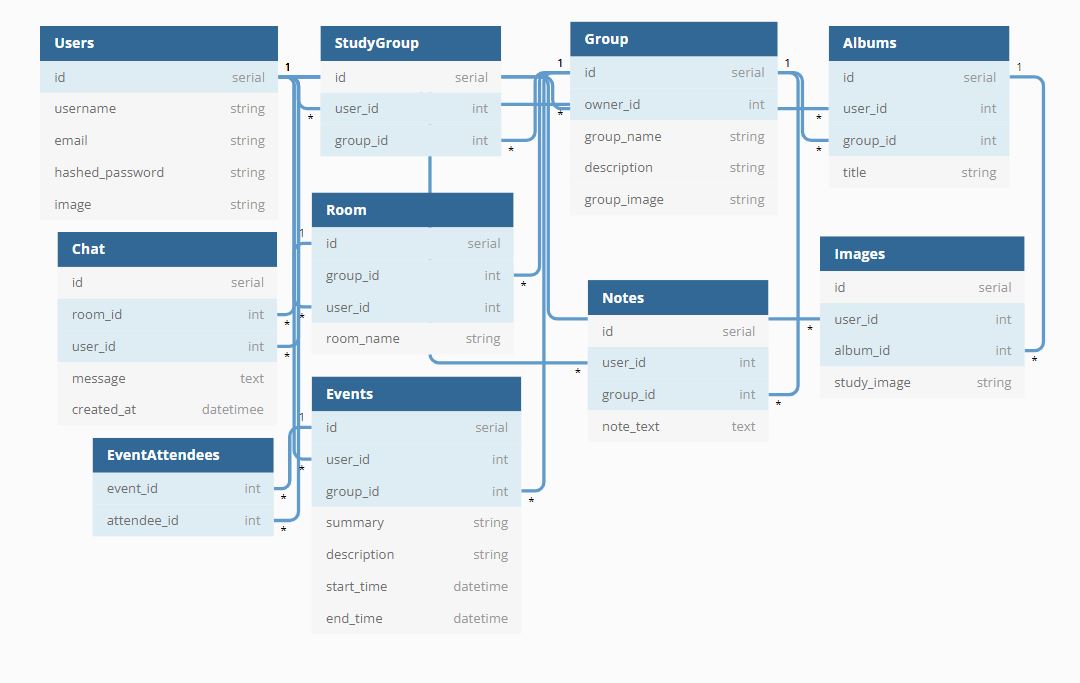 Users
id serial
username string
email string
hashed_password string
image string
StudyGroup
id serial
user_id int
group_id int
Group
id serial
owner_id int
group_name string
description string
group_image string
Albums
id serial
user_id int
group_id int
title string
Chat
id serial
room_id int
user_id int
message text
created_at datetimee
Room
id serial
group_id int
user_id int
room_name string
Notes
id serial
user_id int
group_id int
note_text text
Images
id serial
user_id int
album_id int
study_image string
EventAttendees
event_id int
attendee_id int
Events
id serial
user_id int
group_id int
summary string
description string
start_time datetime
end_time datetime
1
*
*
1
*
1
*
*
1
1
*
*
*
*
*
*
*
1
*
*
*
*